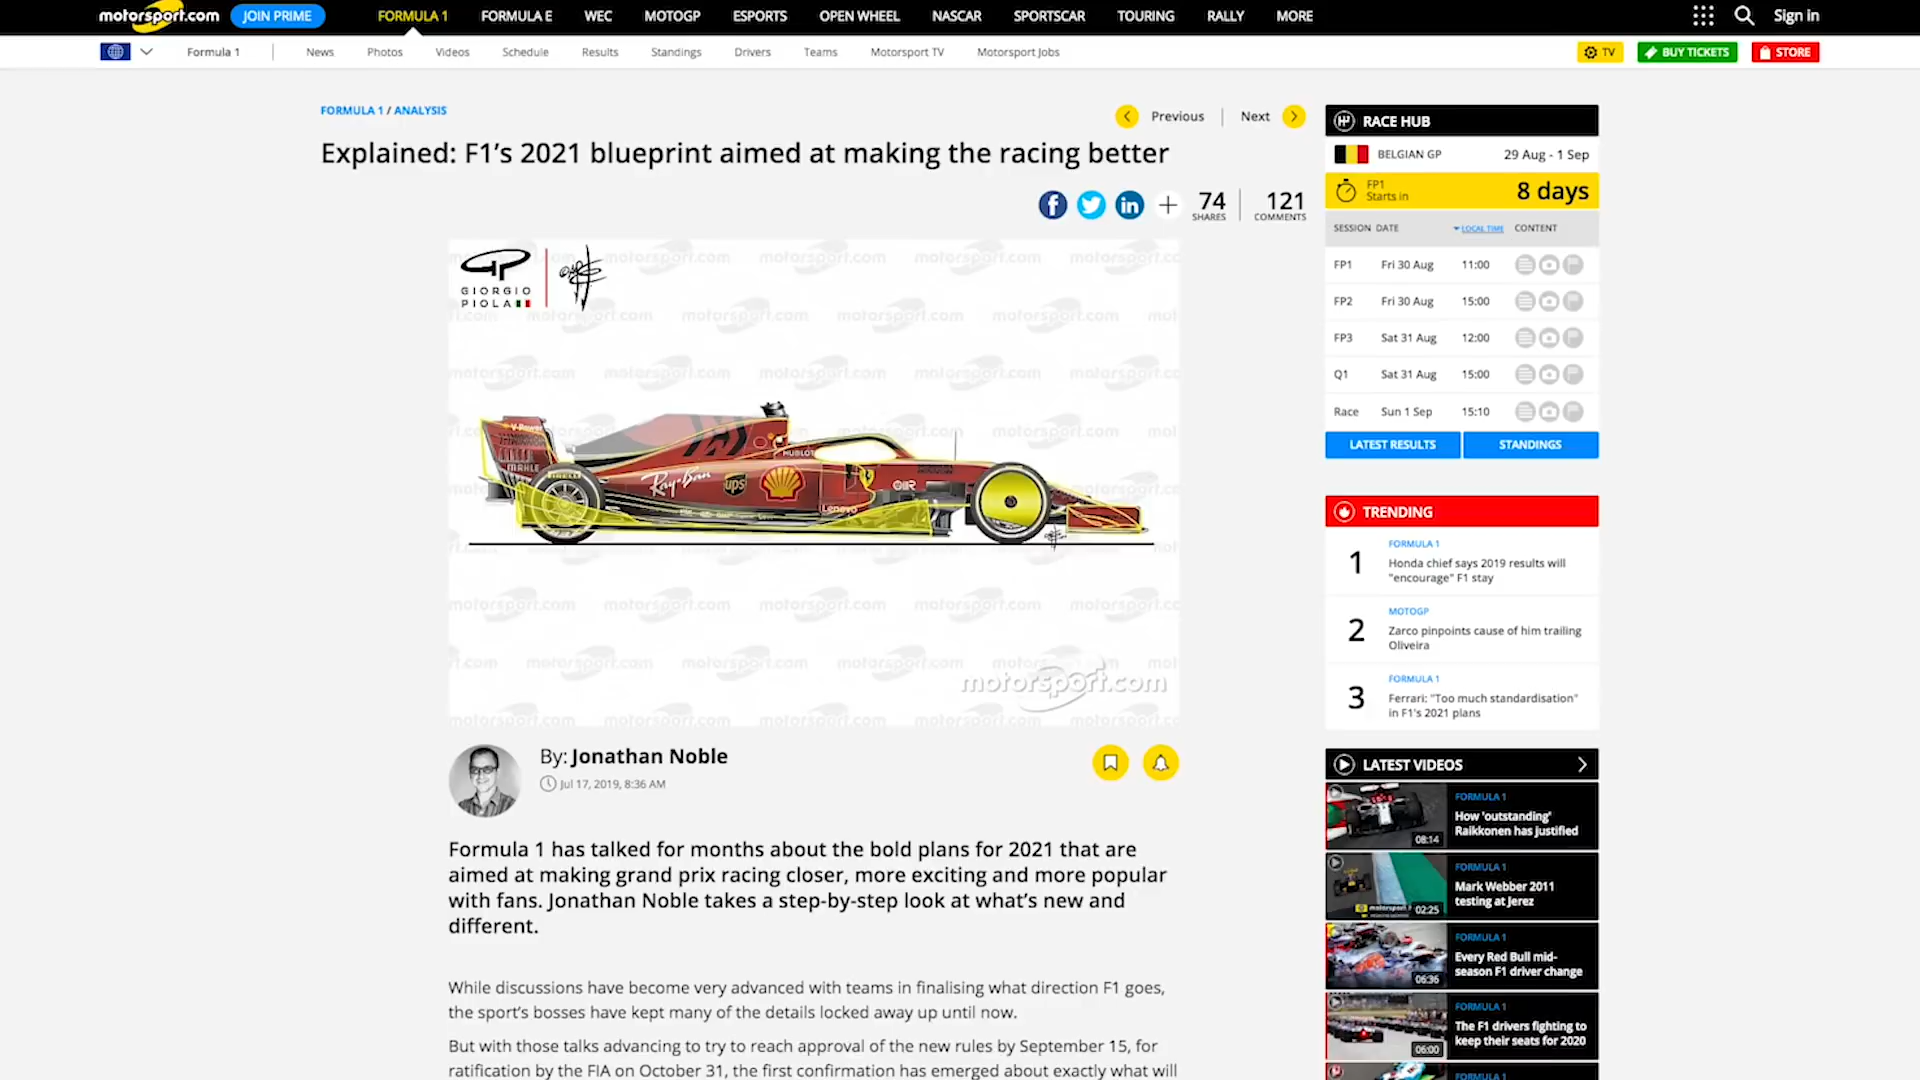 motorsport.com
JOIN PRIME
FORMULA 1 FORMULA E WEC MOTOGP ESPORTS OPEN WHEEL NASCAR SPORTSCAR TOURING RALLY MORE
Sign in
Formula 1 News Photos Videos Schedule Results Standings Drivers Teams Motorsport TV Motorsport Jobs
TV BUY TICKETS STORE
FORMULA 1 / ANALYSIS
Previous Next
Explained: F1's 2021 blueprint aimed at making the racing better
74
SHARES
121
COMMENTS
GIORGIO
PIOLA
V-Power
MAHLE
PIRELLI
Ray-Ban
ups
HUBLOT
Lenovo
motorsport.com
By: Jonathan Noble
Jul 17, 2019, 8:36 AM
Formula 1 has talked for months about the bold plans for 2021 that are
aimed at making grand prix racing closer, more exciting and more popular
with fans. Jonathan Noble takes a step-by-step look at what's new and
different.
While discussions have become very advanced with teams in finalising what direction F1 goes,
the sport's bosses have kept many of the details locked away up until now.
But with those talks advancing to try to reach approval of the new rules by September 15, for
ratification by the FIA on October 31, the first confirmation has emerged about exactly what will
RACE HUB
BELGIAN GP 29 Aug - 1 Sep
FP1
Starts in
8 days
SESSION DATE LOCAL TIME CONTENT
FP1 Fri 30 Aug 11:00
FP2 Fri 30 Aug 15:00
FP3 Sat 31 Aug 12:00
Q1 Sat 31 Aug 15:00
Race Sun 1 Sep 15:10
LATEST RESULTS STANDINGS
TRENDING
1
FORMULA 1
Honda chief says 2019 results will
"encourage" F1 stay
2
MOTOGP
Zarco pinpoints cause of him trailing
Oliveira
3
FORMULA 1
Ferrari: "Too much standardisation"
in F1's 2021 plans
LATEST VIDEOS
FORMULA 1
How 'outstanding'
Raikkonen has justified
08:14
FORMULA 1
Mark Webber 2011
testing at Jerez
02:25
FORMULA 1
Every Red Bull mid-
season F1 driver change
06:36
FORMULA 1
The F1 drivers fighting to
keep their seats for 2020
06:00
FORMULA 1